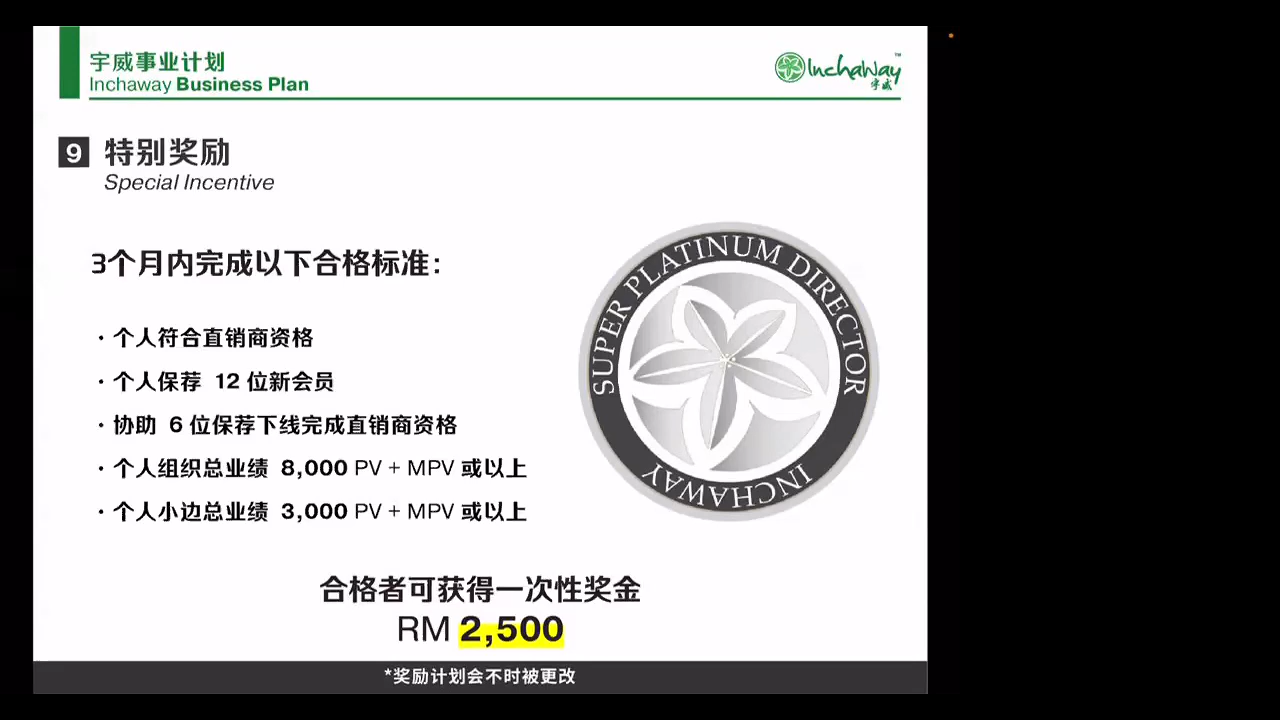 宇威事业计划
Inchaway Business Plan
InchaWay™
宇威
9 特别奖励
Special Incentive
3个月内完成以下合格标准：
· 个人符合直销商资格
· 个人保荐 12 位新会员
· 协助 6 位保荐下线完成直销商资格
· 个人组织总业绩 8,000 PV + MPV 或以上
· 个人小边总业绩 3,000 PV + MPV 或以上
SUPER PLATINUM DIRECTOR
INCHAWAY
合格者可获得一次性奖金
RM 2,500
*奖励计划会不时被更改